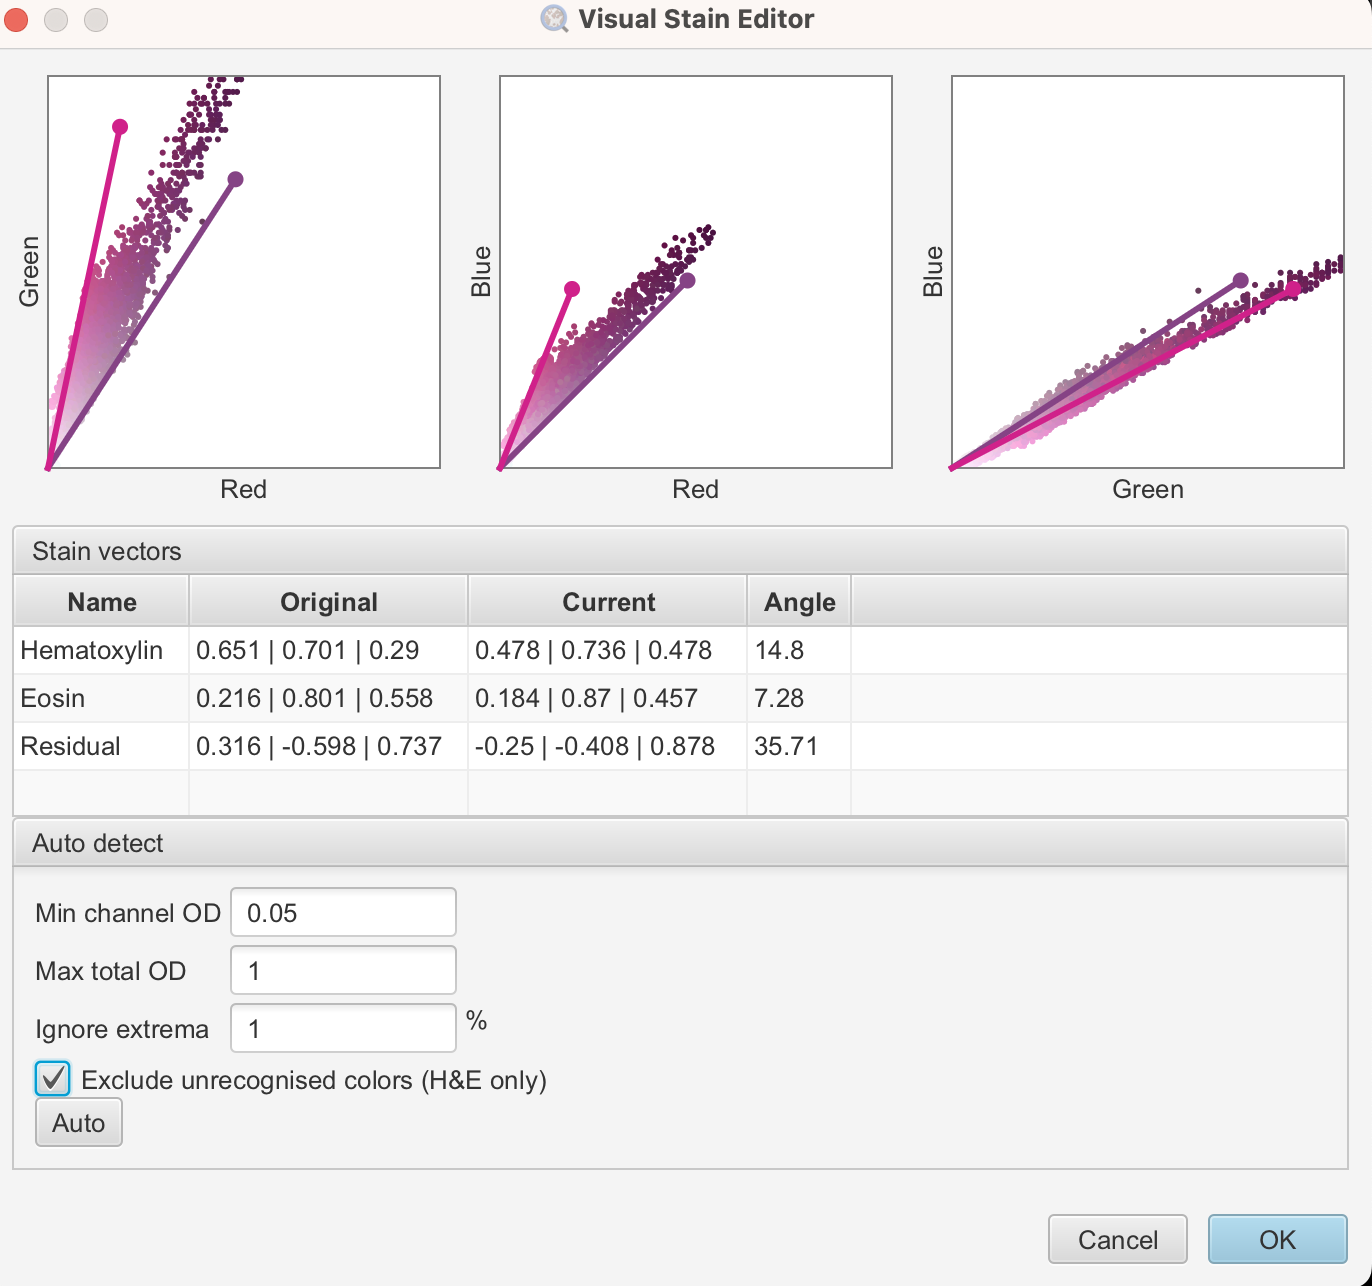 Visual Stain Editor
Green
Red
Blue
Red
Blue
Green
Stain vectors
Name Original Current Angle
Hematoxylin 0.651 | 0.701 | 0.29 0.478 | 0.736 | 0.478 14.8
Eosin 0.216 | 0.801 | 0.558 0.184 | 0.87 | 0.457 7.28
Residual 0.316 | -0.598 | 0.737 -0.25 | -0.408 | 0.878 35.71
Auto detect
Min channel OD 0.05
Max total OD 1
Ignore extrema 1 %
Exclude unrecognised colors (H&E only)
Auto
Cancel OK